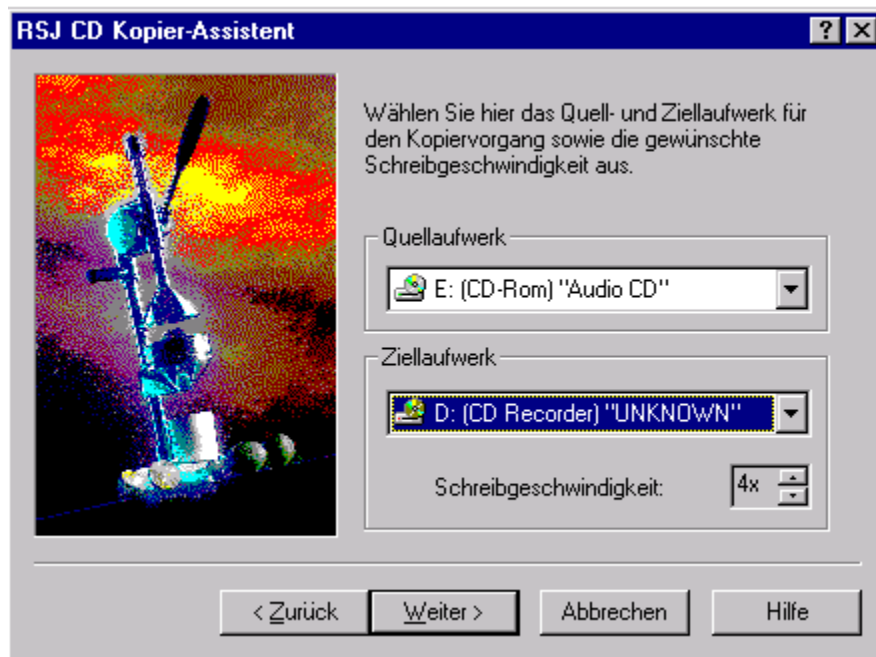 RSJ CD Kopier-Assistent
Wählen Sie hier das Quell- und Ziellaufwerk für
den Kopiervorgang sowie die gewünschte
Schreibgeschwindigkeit aus.
Quellaufwerk
E: (CD-Rom) "Audio CD"
Ziellaufwerk
D: (CD Recorder) "UNKNOWN"
Schreibgeschwindigkeit: 4x
< Zurück Weiter > Abbrechen Hilfe